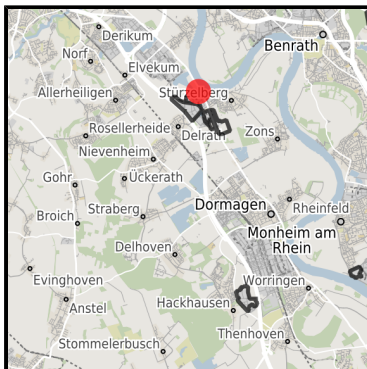 Derikum
Benrath
Norf
Elvekum
Allerheiligen
Stürzelberg
Rosellerheide
Delrath
Zons
Nievenheim
Gohr
Ückerath
Straberg
Dormagen
Rheinfeld
Broich
Monheim am
Rhein
Delhoven
Evinghoven
Worringen
Anstel
Hackhausen
Thenhoven
Stommelerbusch